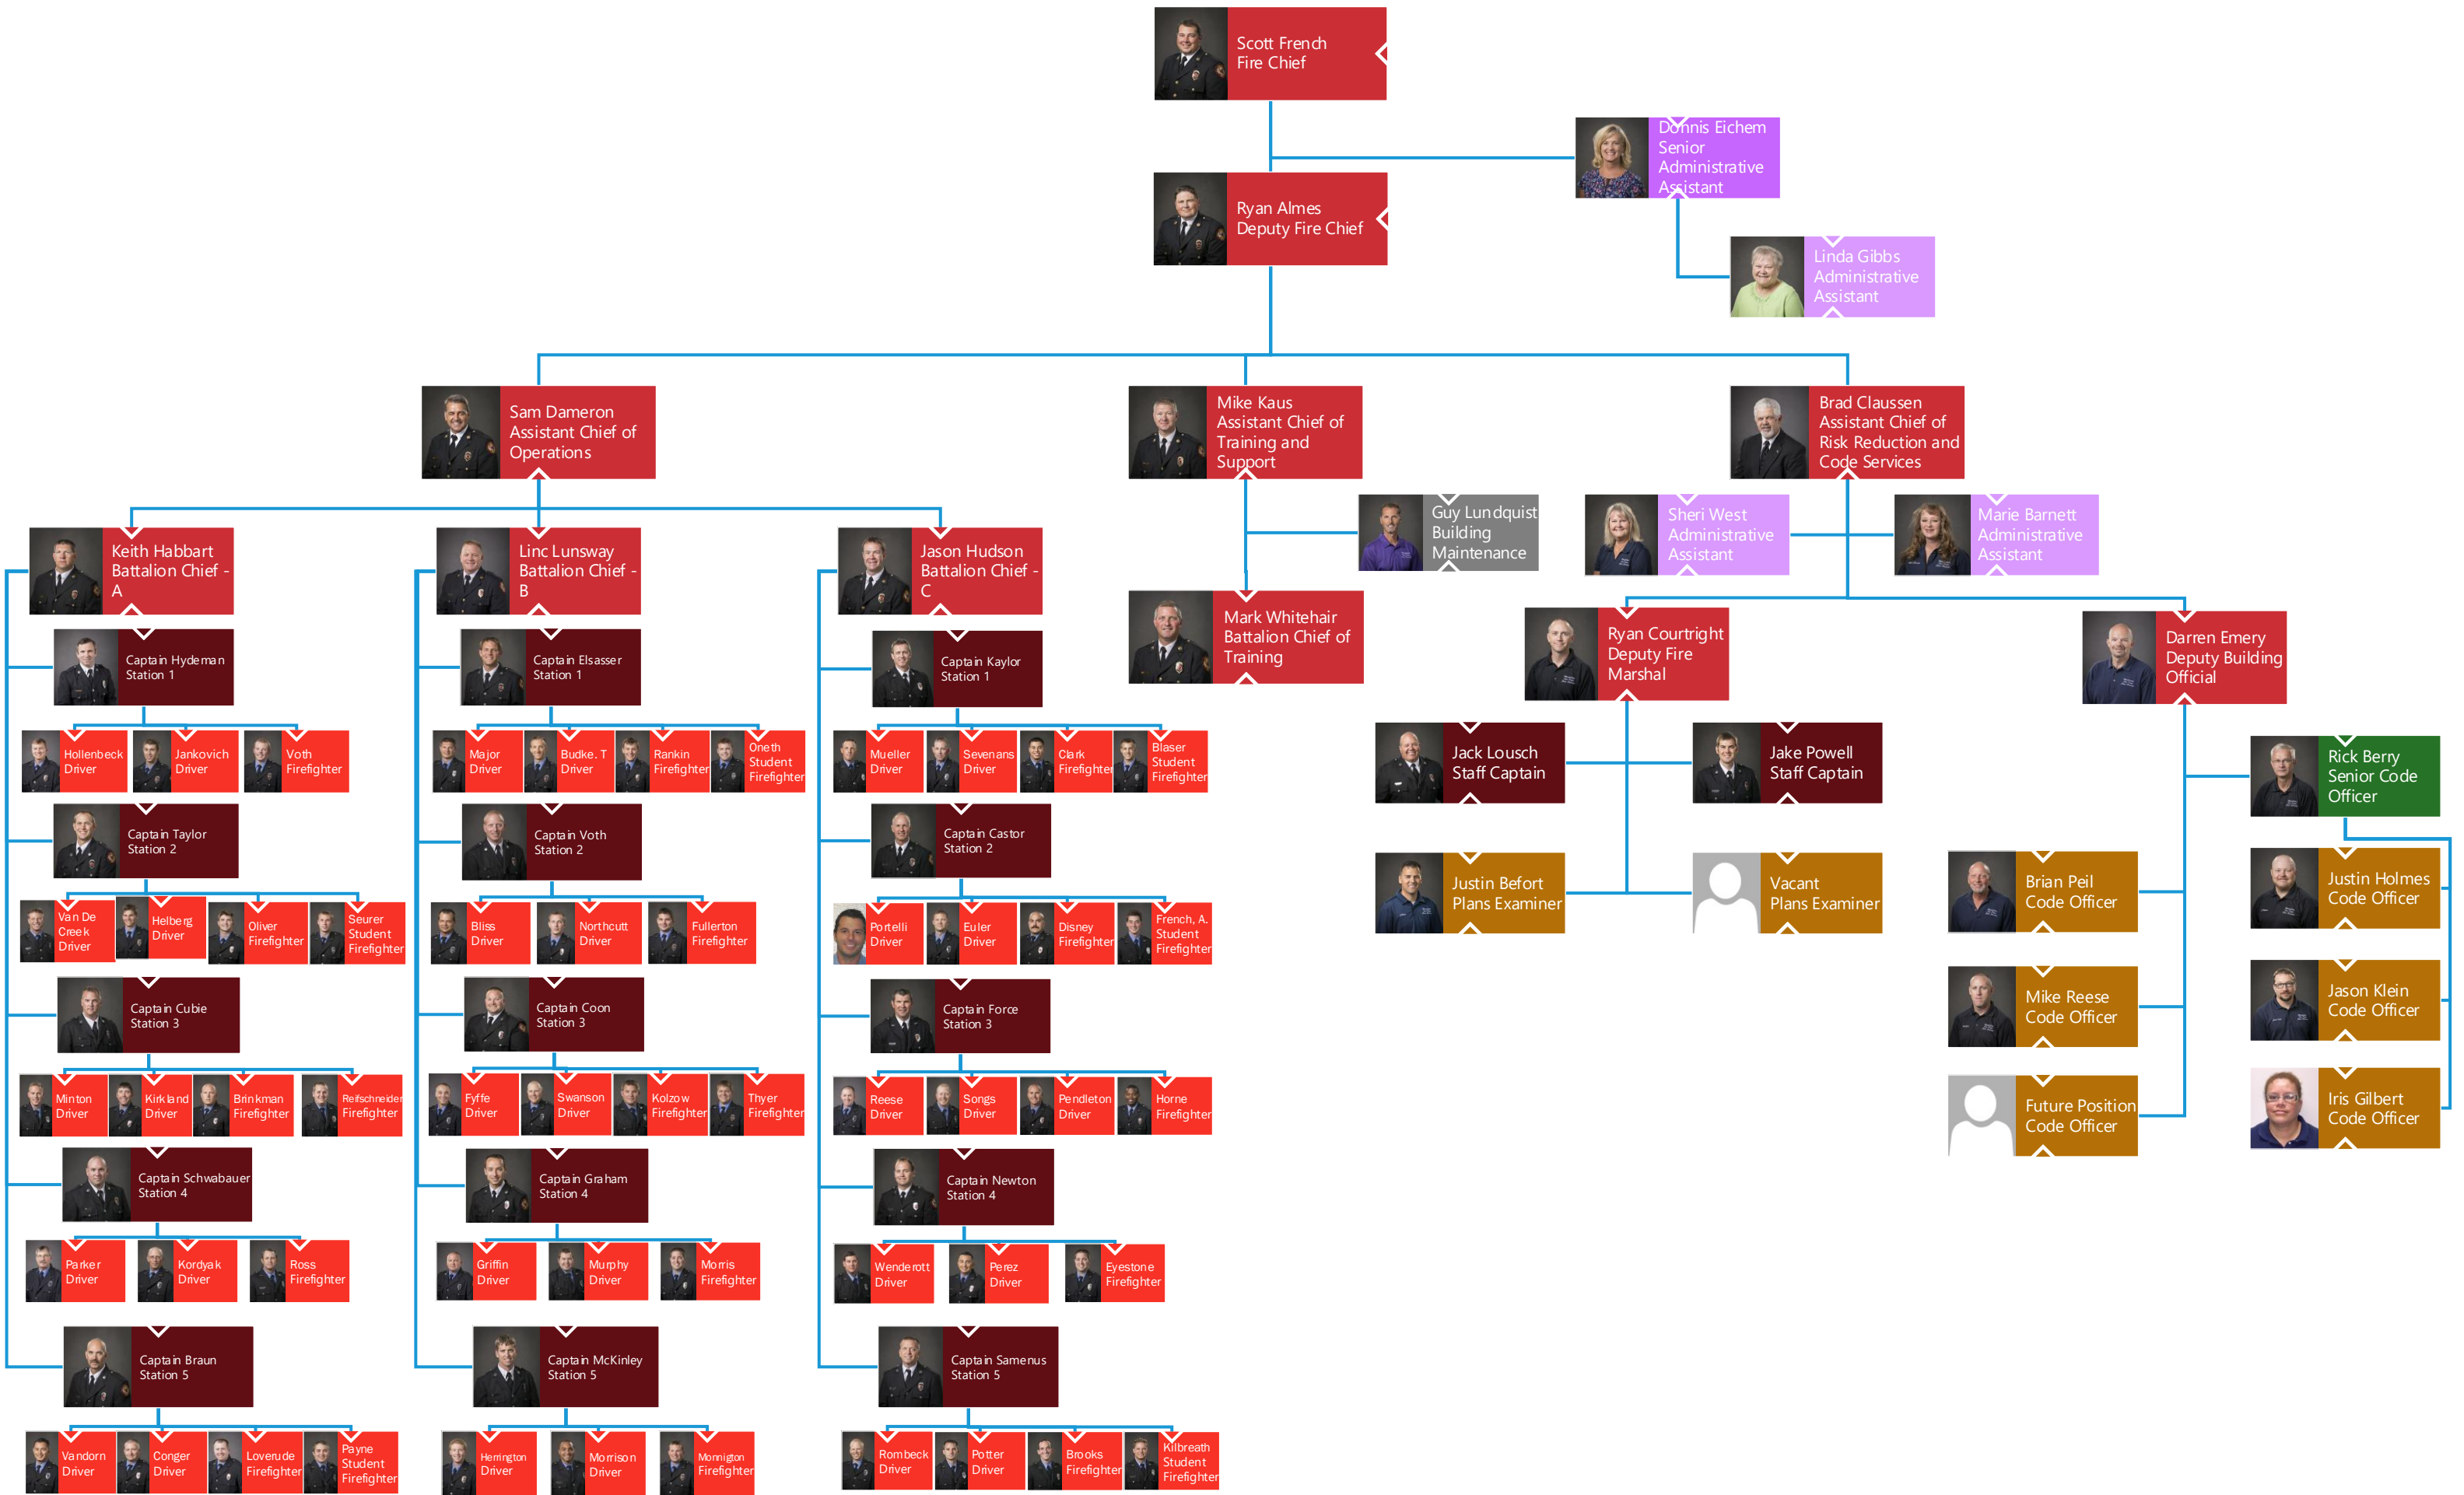 Scott French
Fire Chief
Donnis Eichem
Senior
Administrative
Assistant
Ryan Almes
Deputy Fire Chief
Linda Gibbs
Administrative
Assistant
Sam Dameron
Assistant Chief of
Operations
Mike Kaus
Assistant Chief of
Training and
Support
Brad Claussen
Assistant Chief of
Risk Reduction and
Code Services
Guy Lundquist
Building
Maintenance
Sheri West
Administrative
Assistant
Marie Barnett
Administrative
Assistant
Keith Habbart
Battalion Chief -
A
Linc Lunsway
Battalion Chief -
B
Jason Hudson
Battalion Chief -
C
Mark Whitehair
Battalion Chief of
Training
Ryan Courtright
Deputy Fire
Marshal
Darren Emery
Deputy Building
Official
Captain Hydeman
Station 1
Hollenbeck
Driver
Jankovich
Driver
Voth
Firefighter
Captain Taylor
Station 2
Van De
Creek
Driver
Helberg
Driver
Oliver
Firefighter
Seurer
Student
Firefighter
Captain Cubie
Station 3
Minton
Driver
Kirkland
Driver
Brinkman
Firefighter
Reifschneider
Firefighter
Captain Schwabauer
Station 4
Parker
Driver
Kordyak
Driver
Ross
Firefighter
Captain Braun
Station 5
Vandorn
Driver
Conger
Driver
Loverude
Firefighter
Payne
Student
Firefighter
Captain Elsasser
Station 1
Major
Driver
Budke. T
Driver
Rankin
Firefighter
Oneth
Student
Firefighter
Captain Voth
Station 2
Bliss
Driver
Northcutt
Driver
Fullerton
Firefighter
Captain Coon
Station 3
Fyffe
Driver
Swanson
Driver
Kolzow
Firefighter
Thyer
Firefighter
Captain Graham
Station 4
Griffin
Driver
Murphy
Driver
Morris
Firefighter
Captain McKinley
Station 5
Herrington
Driver
Morrison
Driver
Monnigton
Firefighter
Captain Kaylor
Station 1
Mueller
Driver
Sevenans
Driver
Clark
Firefighter
Blaser
Student
Firefighter
Captain Castor
Station 2
Portelli
Driver
Euler
Driver
Disney
Firefighter
French, A.
Student
Firefighter
Captain Force
Station 3
Reese
Driver
Songs
Driver
Pendleton
Driver
Horne
Firefighter
Captain Newton
Station 4
Wenderott
Driver
Perez
Driver
Eyestone
Firefighter
Captain Samenus
Station 5
Rombeck
Driver
Potter
Driver
Brooks
Firefighter
Kilbreath
Student
Firefighter
Jack Lousch
Staff Captain
Jake Powell
Staff Captain
Justin Befort
Plans Examiner
Vacant
Plans Examiner
Rick Berry
Senior Code
Officer
Brian Peil
Code Officer
Justin Holmes
Code Officer
Mike Reese
Code Officer
Jason Klein
Code Officer
Future Position
Code Officer
Iris Gilbert
Code Officer